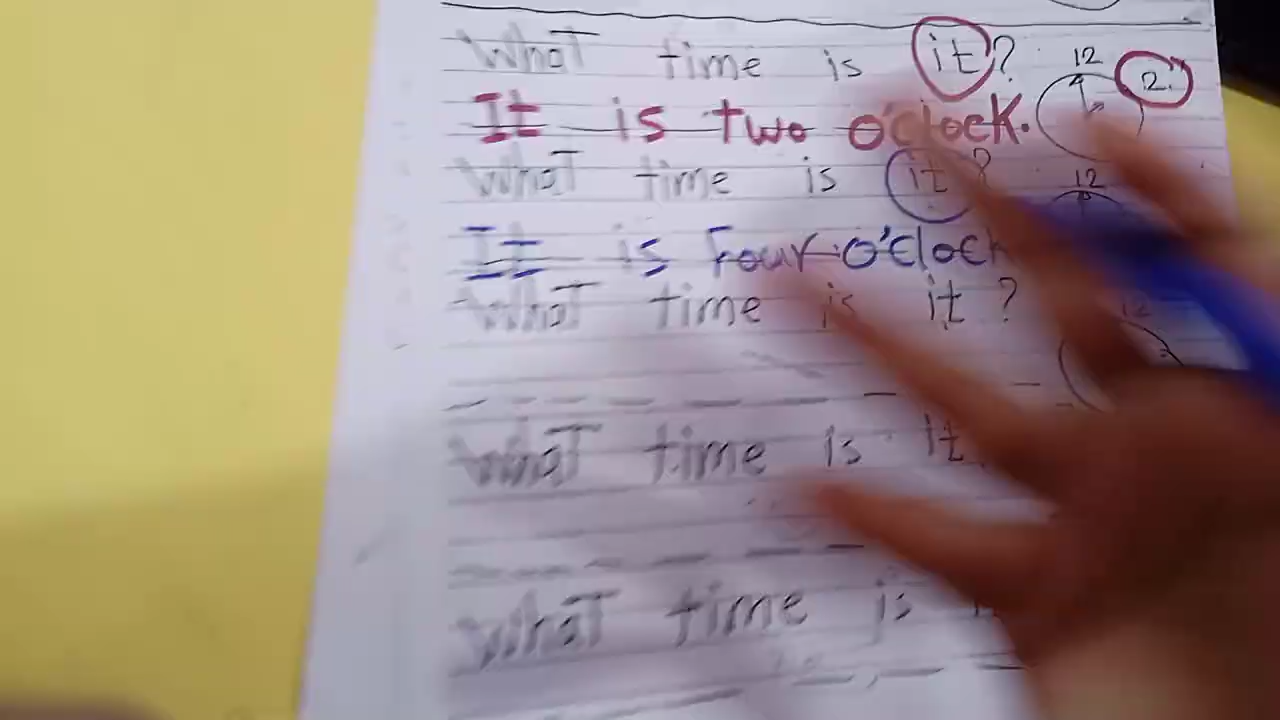 What time is it? 12 2"
It is two o'clock.
What time is it? 12
It is Four o'clock
What time is it? 12
What time is it
What time is